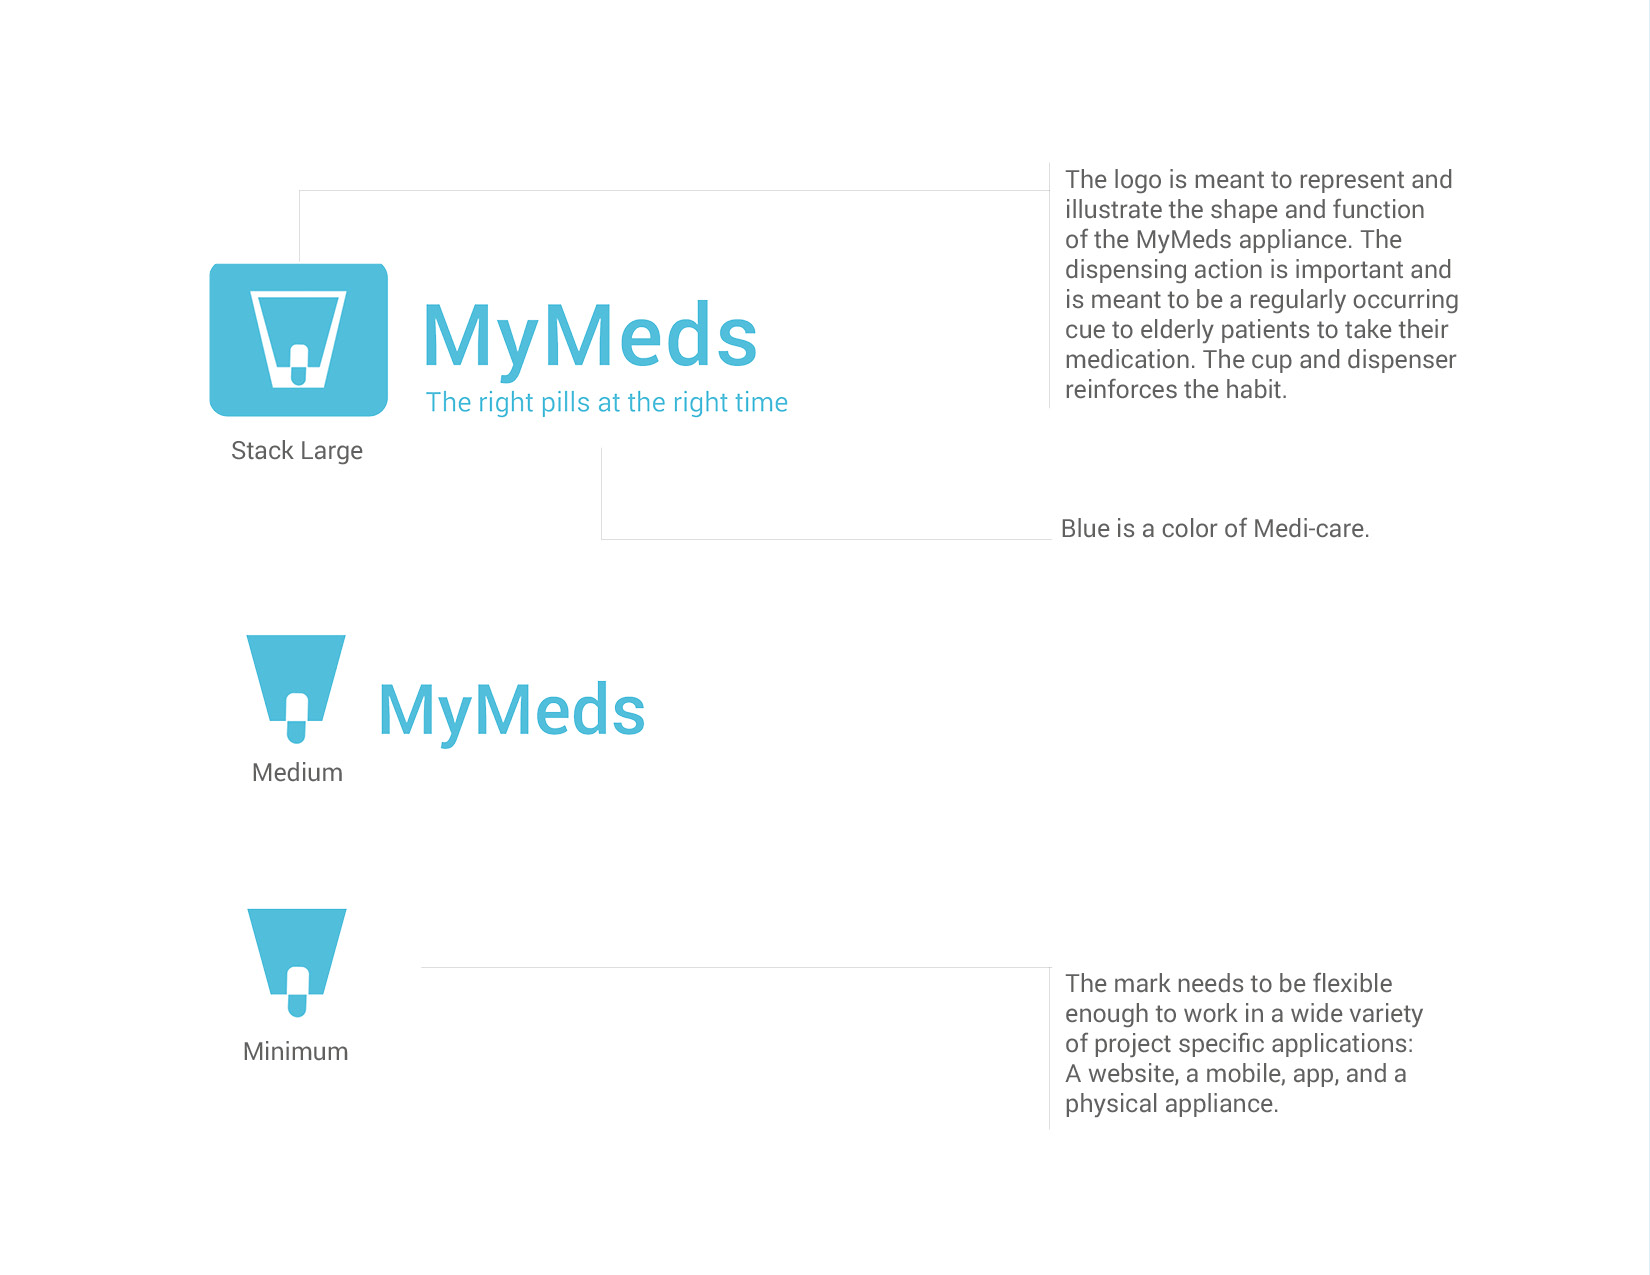 The logo is meant to represent and
illustrate the shape and function
of the MyMeds appliance. The
dispensing action is important and
is meant to be a regularly occurring
cue to elderly patients to take their
medication. The cup and dispenser
reinforces the habit.
MyMeds
The right pills at the right time
Stack Large
Blue is a color of Medi-care.
MyMeds
Medium
Minimum
The mark needs to be flexible
enough to work in a wide variety
of project specific applications:
A website, a mobile, app, and a
physical appliance.